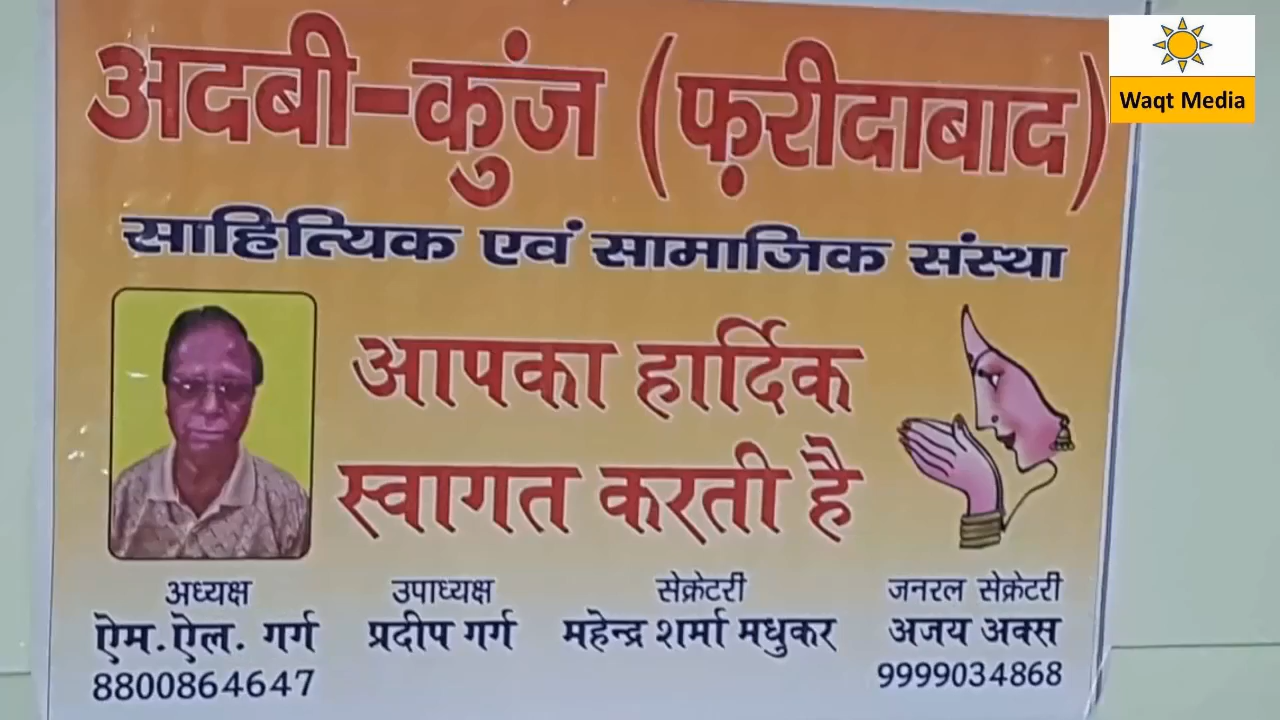 अदबी-कुंज (फ़रीदाबाद)
Waqt Media
साहित्यिक एवं सामाजिक संस्था
आपका हार्दिक
स्वागत करती है
अध्यक्ष उपाध्यक्ष सेक्रेटरी जनरल सेक्रेटरी
ऐम.ऐल. गर्ग प्रदीप गर्ग महेन्द्र शर्मा मधुकर अजय अक्स
8800864647 9999034868